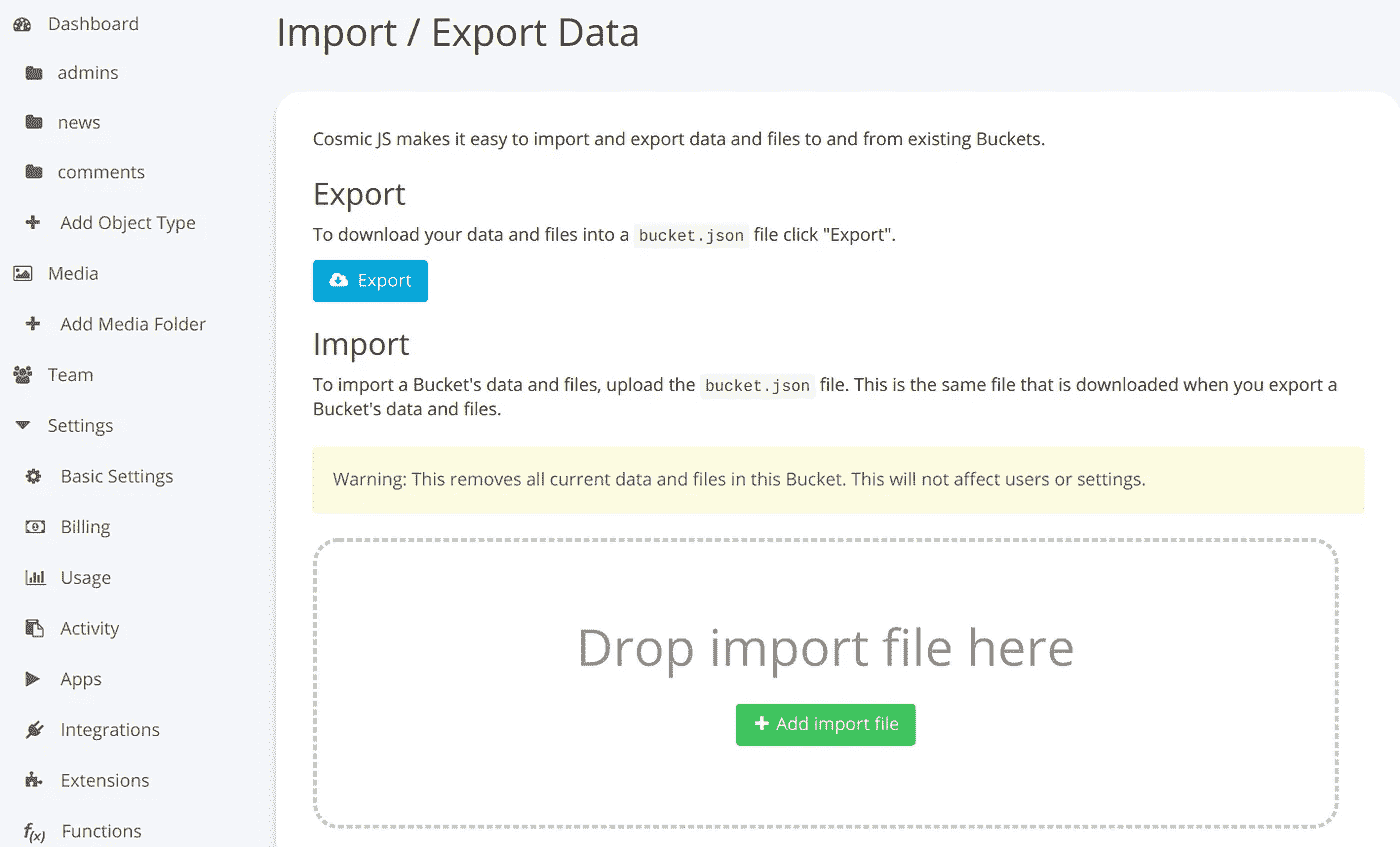 Dashboard
admins
news
comments
Add Object Type
Media
Add Media Folder
Team
Settings
Basic Settings
Billing
Usage
Activity
Apps
Integrations
Extensions
f(x) Functions
Import / Export Data
Cosmic JS makes it easy to import and export data and files to and from existing Buckets.
Export
To download your data and files into a bucket.json file click "Export".
Export
Import
To import a Bucket's data and files, upload the bucket.json file. This is the same file that is downloaded when you export a
Bucket's data and files.
Warning: This removes all current data and files in this Bucket. This will not affect users or settings.
Drop import file here
+ Add import file